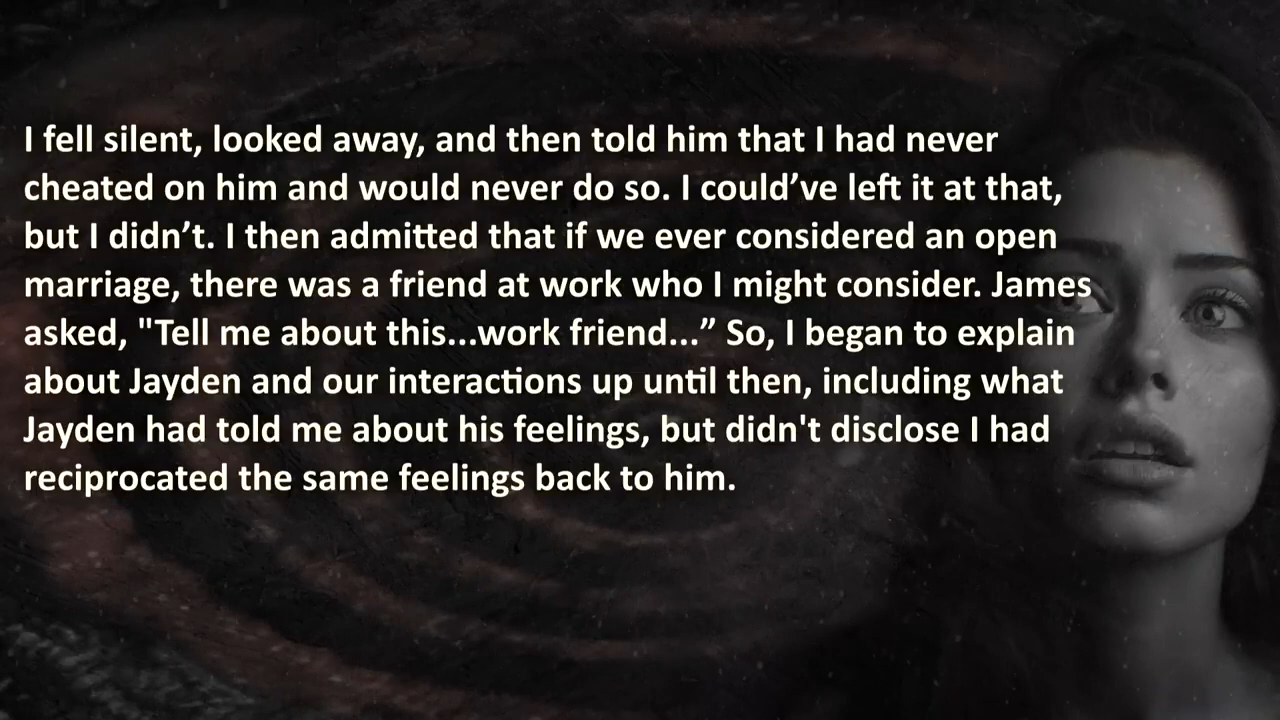 I fell silent, looked away, and then told him that I had never
cheated on him and would never do so. I could’ve left it at that,
but I didn’t. I then admitted that if we ever considered an open
marriage, there was a friend at work who I might consider. James
asked, "Tell me about this...work friend...” So, I began to explain
about Jayden and our interactions up until then, including what
Jayden had told me about his feelings, but didn't disclose I had
reciprocated the same feelings back to him.